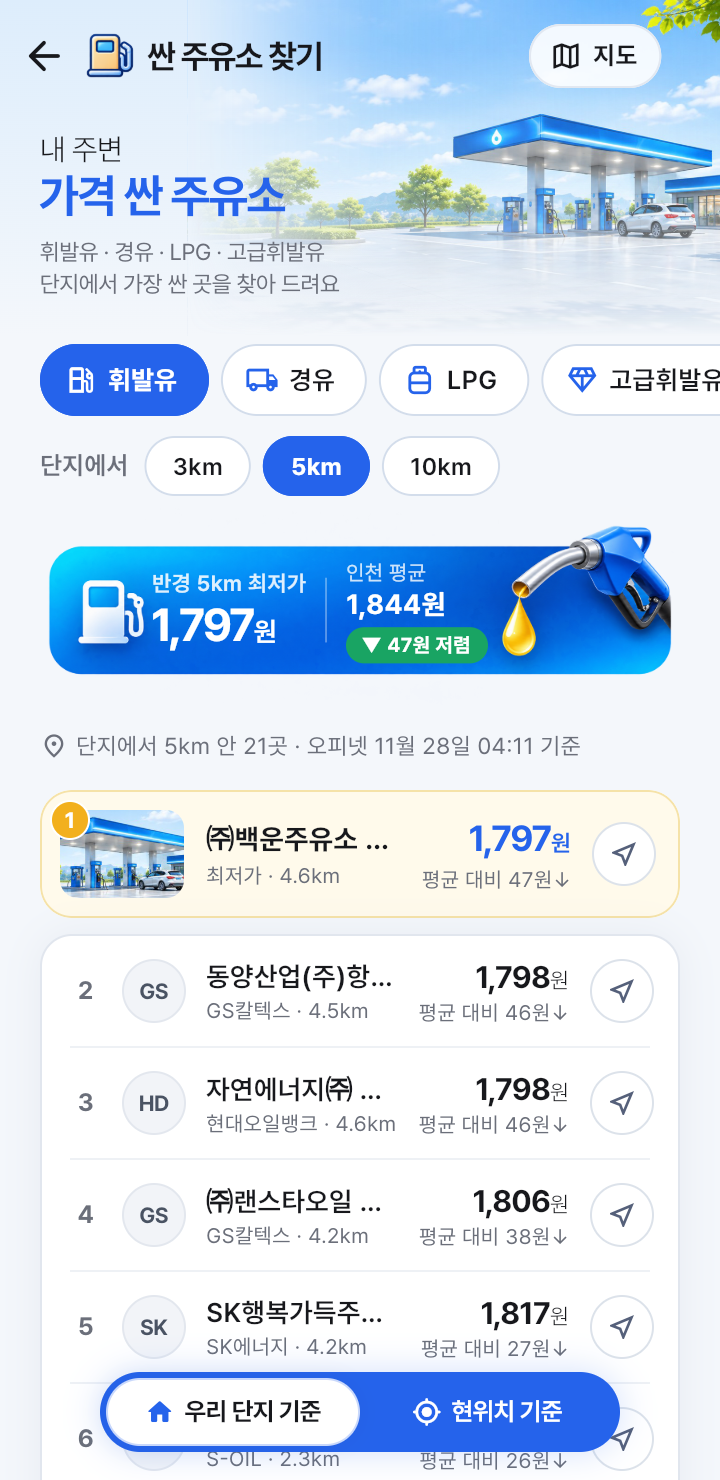 싼 주유소 찾기
지도
내 주변
가격 싼 주유소
휘발유 · 경유 · LPG · 고급휘발유
단지에서 가장 싼 곳을 찾아 드려요
휘발유
경유
LPG
고급휘발유
단지에서
3km
5km
10km
반경 5km 최저가
1,797원
인천 평균
1,844원
▼ 47원 저렴
단지에서 5km 안 21곳 · 오피넷 11월 28일 04:11 기준
1
㈜백운주유소 ...
최저가 · 4.6km
1,797원
평균 대비 47원↓
2
GS
동양산업(주)항...
GS칼텍스 · 4.5km
1,798원
평균 대비 46원↓
3
HD
자연에너지㈜ ...
현대오일뱅크 · 4.6km
1,798원
평균 대비 46원↓
4
GS
㈜랜스타오일 ...
GS칼텍스 · 4.2km
1,806원
평균 대비 38원↓
5
SK
SK행복가득주...
SK에너지 · 4.2km
1,817원
평균 대비 27원↓
우리 단지 기준
현위치 기준
6
S-OIL · 2.3km
평균 대비 26원↓